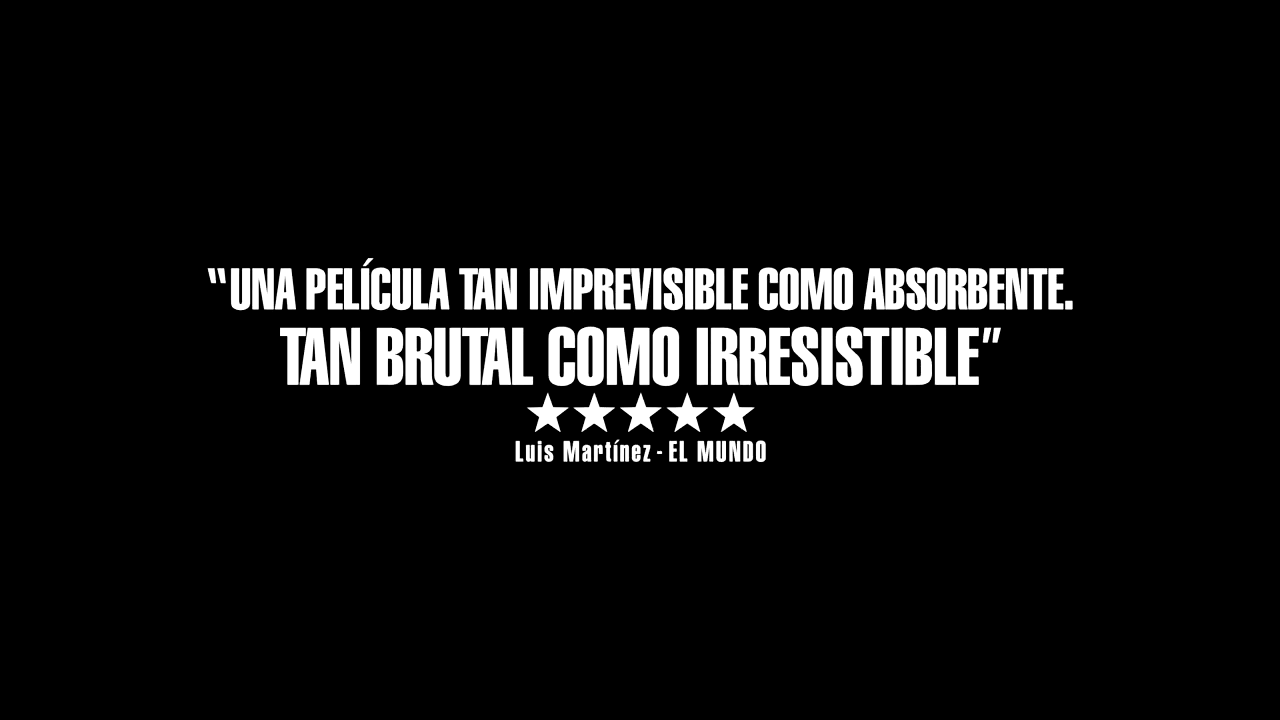 “UNA PELÍCULA TAN IMPREVISIBLE COMO ABSORBENTE.
TAN BRUTAL COMO IRRESISTIBLE”
★★★★★
Luis Martínez - EL MUNDO